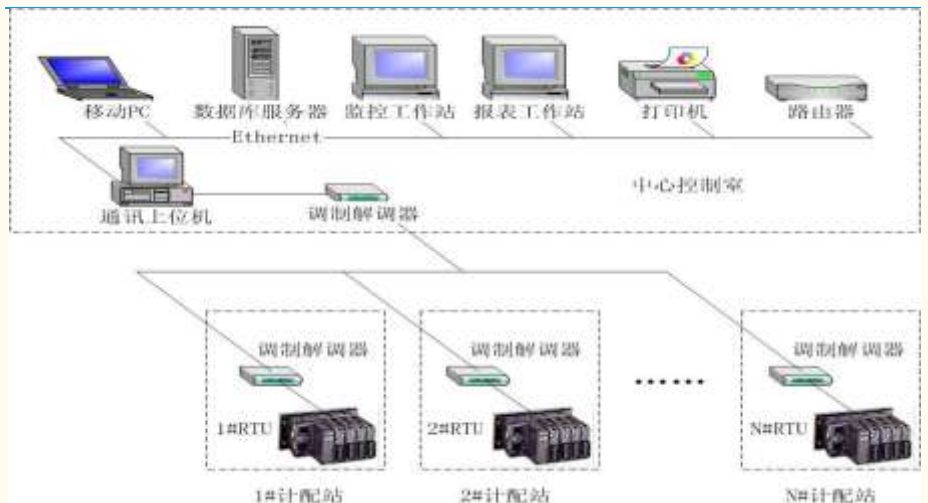 移动PC
数据库服务器
监控工作站
报表工作站
打印机
路由器
Ethernet
中心控制室
通讯上位机
调制解调器
调制解调器
调制解调器
调制解调器
1#RTU
2#RTU
N#RTU
1#计配站
2#计配站
N#计配站